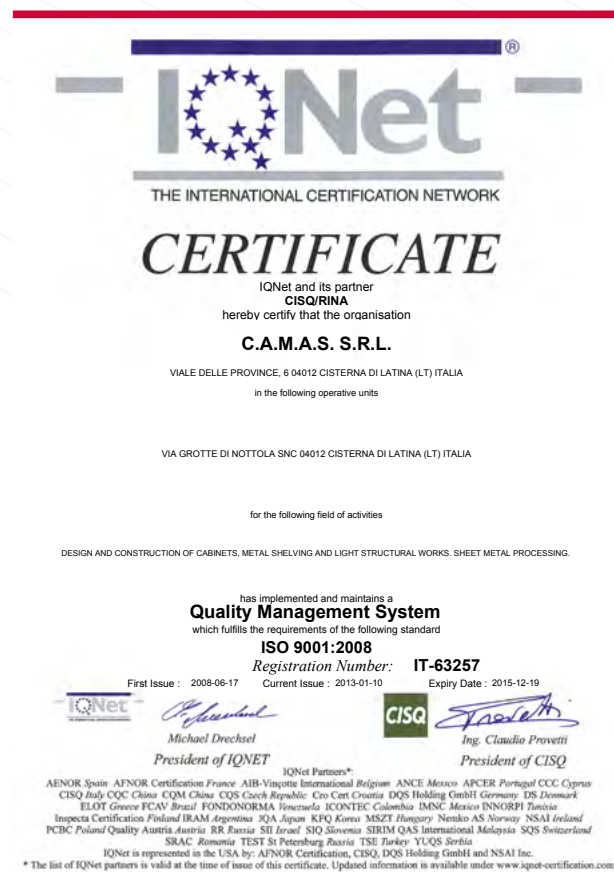 ®
IQNet
THE INTERNATIONAL CERTIFICATION NETWORK
CERTIFICATE
IQNet and its partner
CISQ/RINA
hereby certify that the organisation
C.A.M.A.S. S.R.L.
VIALE DELLE PROVINCE, 6 04012 CISTERNA DI LATINA (LT) ITALIA
in the following operative units
VIA GROTTE DI NOTTOLA SNC 04012 CISTERNA DI LATINA (LT) ITALIA
for the following field of activities
DESIGN AND CONSTRUCTION OF CABINETS, METAL SHELVING AND LIGHT STRUCTURAL WORKS. SHEET METAL PROCESSING.
has implemented and maintains a
Quality Management System
which fulfills the requirements of the following standard
ISO 9001:2008
Registration Number: IT-63257
First Issue : 2008-06-17 Current Issue : 2013-01-10 Expiry Date : 2015-12-19
IQNet
CISQ
Michael Drechsel
Ing. Claudio Provetti
President of IQNET
President of CISQ
IQNet Partners*:
AENOR Spain AFNOR Certification France AIB-Vinçotte International Belgium ANCE Mexico APCER Portugal CCC Cyprus
CISQ Italy CQC China CQM China CQS Czech Republic Cro Cert Croatia DQS Holding GmbH Germany DS Denmark
ELOT Greece FCAV Brazil FONDONORMA Venezuela ICONTEC Colombia IMNC Mexico INNORPI Tunisia
Inspecta Certification Finland IRAM Argentina JQA Japan KFQ Korea MSZT Hungary Nemko AS Norway NSAI Ireland
PCBC Poland Quality Austria Austria RR Russia SII Israel SIQ Slovenia SIRIM QAS International Malaysia SQS Switzerland
SRAC Romania TEST St Petersburg Russia TSE Turkey YUQS Serbia
IQNet is represented in the USA by: AFNOR Certification, CISQ, DQS Holding GmbH and NSAI Inc.
* The list of IQNet partners is valid at the time of issue of this certificate. Updated information is available under www.iqnet-certification.com